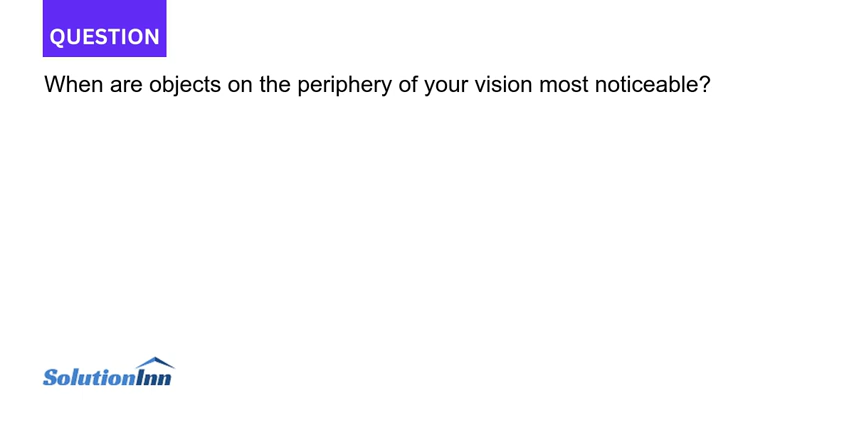 QUESTION
When are objects on the periphery of your vision most noticeable?
SolutionInn